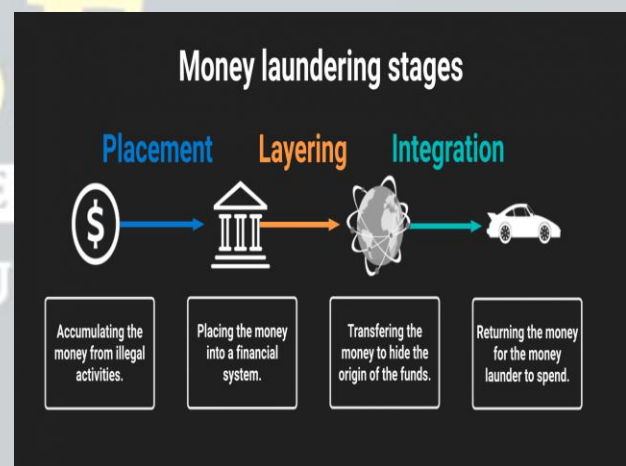 Money laundering stages
Placement Layering Integration
$
Accumulating the
money from illegal
activities.
Placing the money
into a financial
system.
Transfering the
money to hide the
origin of the funds.
Returning the money
for the money
launder to spend.
E
U